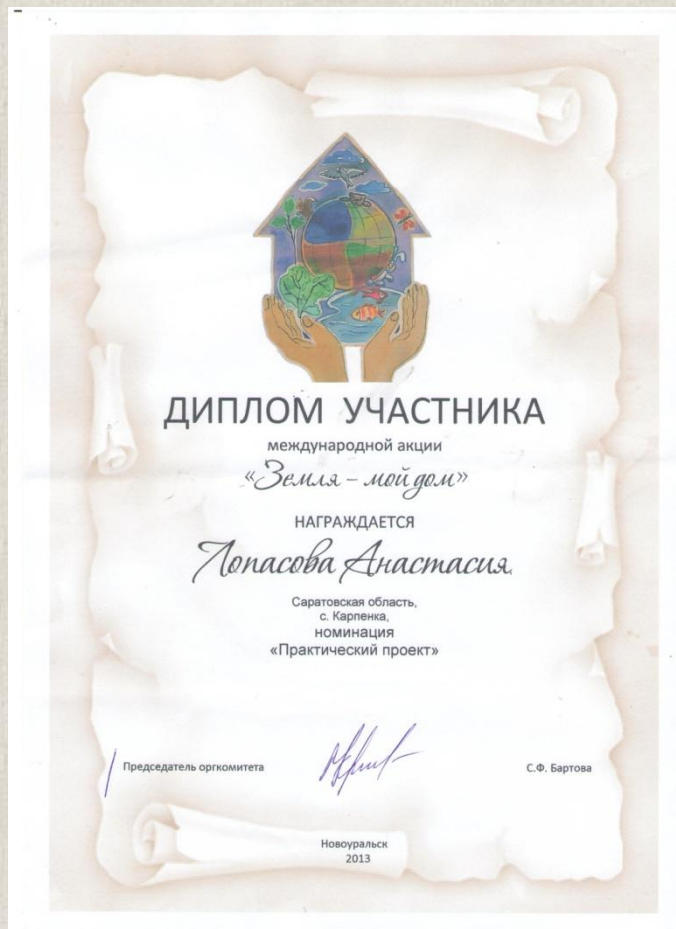 ДИПЛОМ УЧАСТНИКА
международной акции
«Земля – мой дом»
НАГРАЖДАЕТСЯ
Лопасова Анастасия,
Саратовская область,
с. Карпенка,
номинация
«Практический проект»
Председатель оргкомитета
С.Ф. Бартова
Новоуральск
2013